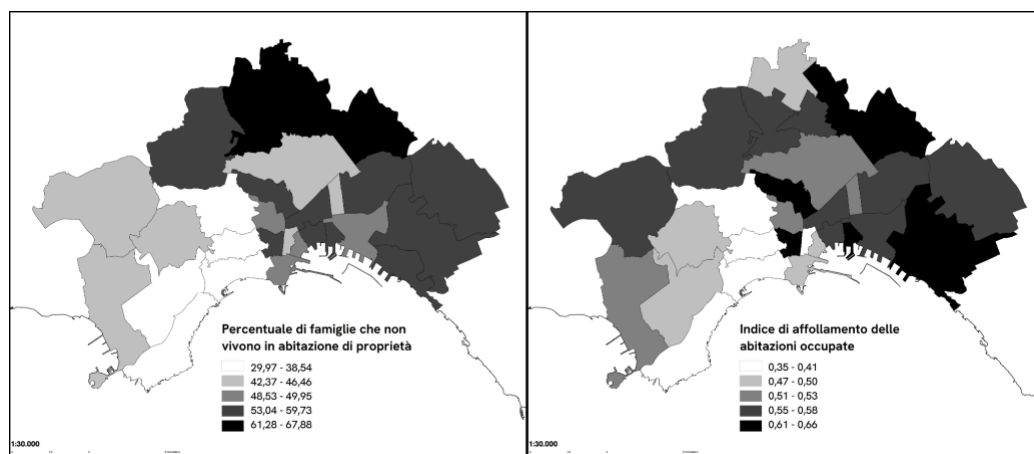 Percentuale di famiglie che non
vivono in abitazione di proprietà
29,97 - 38,54
42,37 - 46,46
48,53 - 49,95
53,04 - 59,73
61,28 - 67,88
1:30.000
Indice di affollamento delle
abitazioni occupate
0,35 - 0,41
0,47 - 0,50
0,51 - 0,53
0,55 - 0,58
0,61 - 0,66
1:30.000